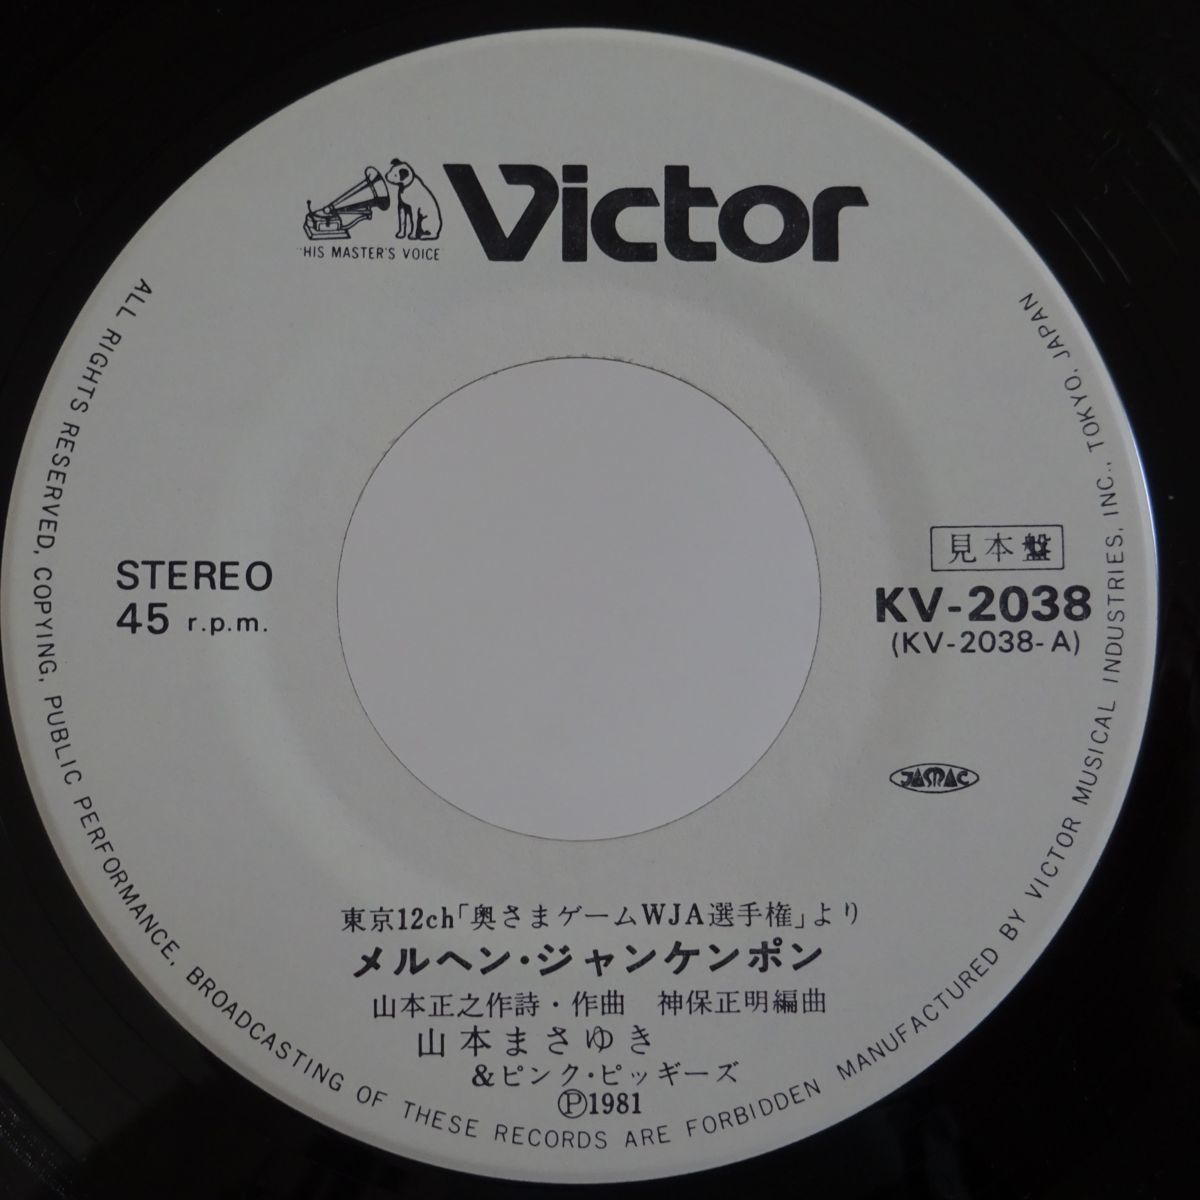 Victor
"HIS MASTER'S VOICE"
STEREO
45 r.p.m.
見本盤
KV-2038
(KV-2038-A)
JASMAC
東京12ch「奥さまゲームWJA選手権」より
メルヘン・ジャンケンポン
山本正之作詩・作曲 神保正明編曲
山本まさゆき
&ピンク・ピッギーズ
Ⓟ1981
ALL RIGHTS RESERVED, COPYING, PUBLIC PERFORMANCE, BROADCASTING OF THESE RECORDS ARE FORBIDDEN MANUFACTURED BY VICTOR MUSICAL INDUSTRIES, INC., TOKYO, JAPAN